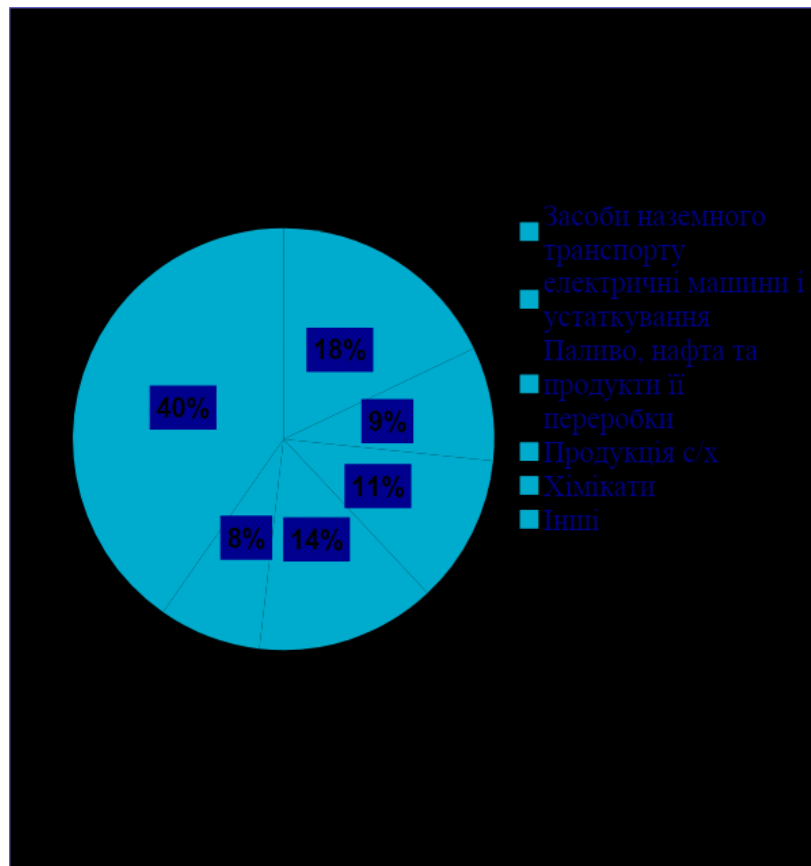 Засоби наземного
транспорту
електричні машини і
устаткування
Паливо, нафта та
продукти її
переробки
Продукція с/х
Хімікати
Інші
18%
9%
11%
14%
8%
40%